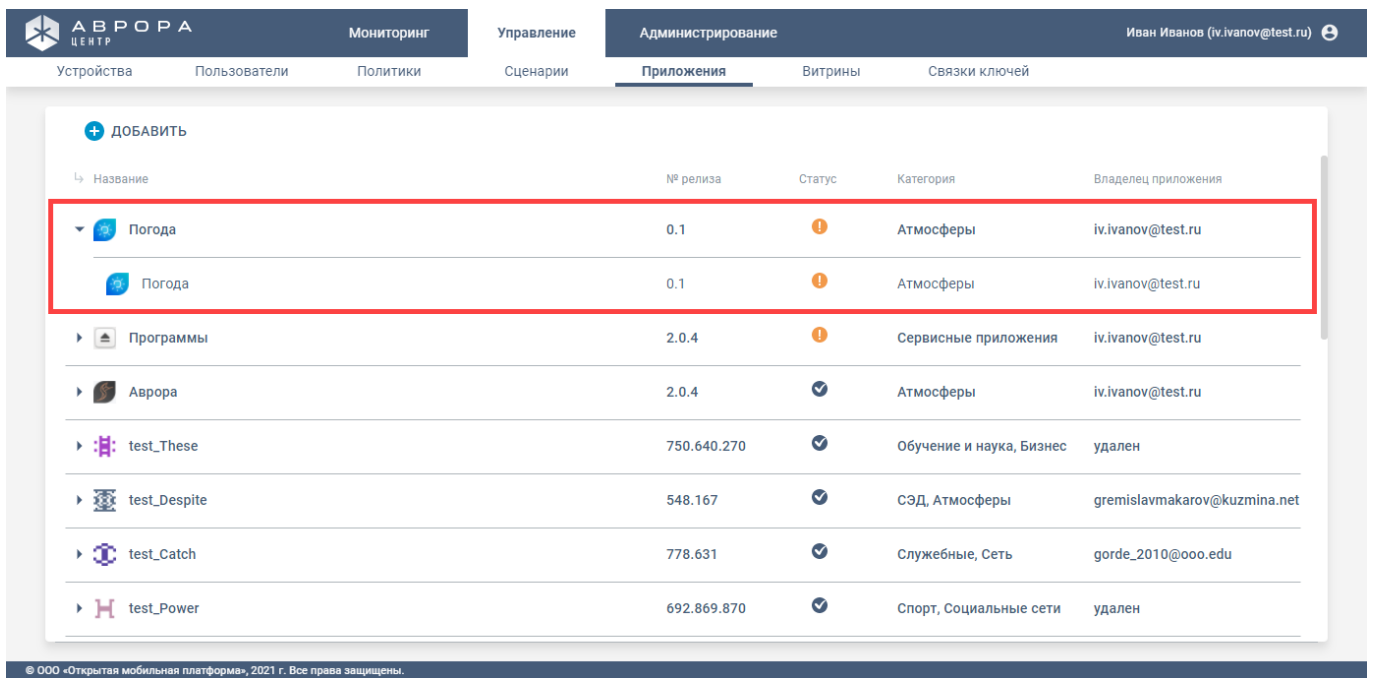 АВРОРА
ЦЕНТР
Мониторинг Управление Администрирование Иван Иванов (iv.ivanov@test.ru)
Устройства Пользователи Политики Сценарии Приложения Витрины Связки ключей
ДОБАВИТЬ
Название № релиза Статус Категория Владелец приложения
Погода 0.1 Атмосферы iv.ivanov@test.ru
Погода 0.1 Атмосферы iv.ivanov@test.ru
Программы 2.0.4 Сервисные приложения iv.ivanov@test.ru
Аврора 2.0.4 Атмосферы iv.ivanov@test.ru
test_These 750.640.270 Обучение и наука, Бизнес удален
test_Despite 548.167 СЭД, Атмосферы gremislavmakarov@kuzmina.net
test_Catch 778.631 Служебные, Сеть gorde_2010@ooo.edu
test_Power 692.869.870 Спорт, Социальные сети удален
© ООО «Открытая мобильная платформа», 2021 г. Все права защищены.